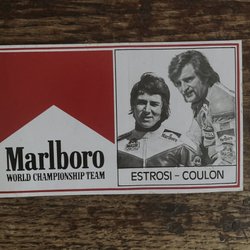 Marlboro
WORLD CHAMPIONSHIP TEAM
ESTROSI - COULON